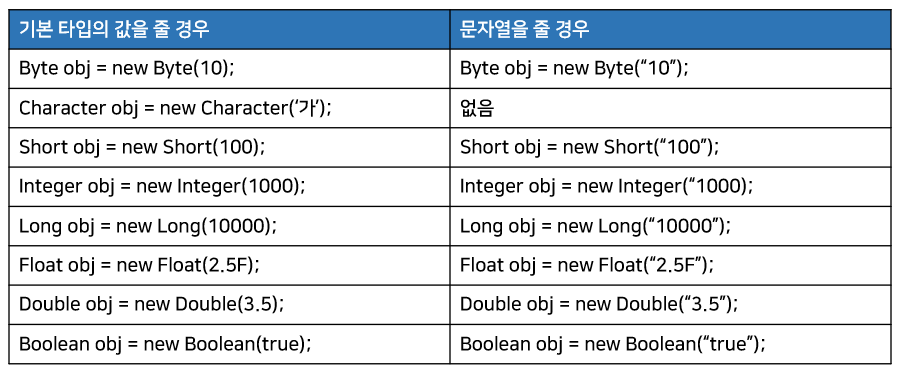 기본 타입의 값을 줄 경우 문자열을 줄 경우
Byte obj = new Byte(10); Byte obj = new Byte(“10”);
Character obj = new Character(‘가’); 없음
Short obj = new Short(100); Short obj = new Short(“100”);
Integer obj = new Integer(1000); Integer obj = new Integer(“1000);
Long obj = new Long(10000); Long obj = new Long(“10000”);
Float obj = new Float(2.5F); Float obj = new Float(“2.5F”);
Double obj = new Double(3.5); Double obj = new Double(“3.5”);
Boolean obj = new Boolean(true); Boolean obj = new Boolean(“true”);